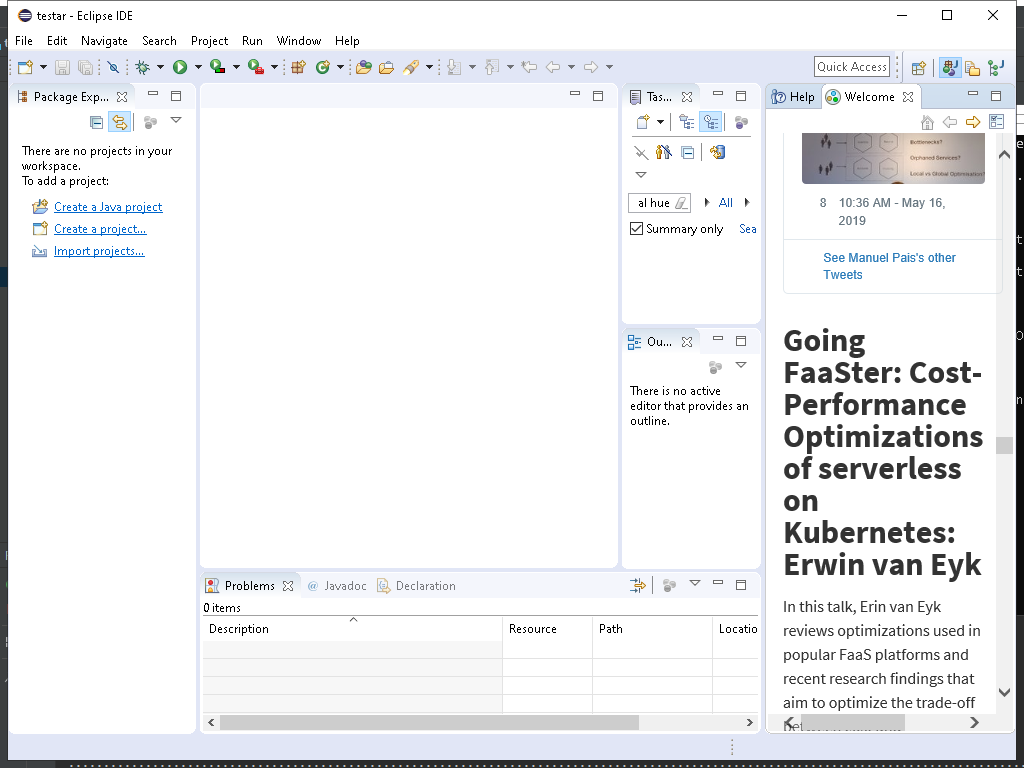 testar - Eclipse IDE
File Edit Navigate Search Project Run Window Help
Quick Access
Package Exp...
There are no projects in your
workspace.
To add a project:
Create a Java project
Create a project...
Import projects...
Tas...
al hue
All
Summary only
Sea
Ou...
There is no active
editor that provides an
outline.
Problems
@ Javadoc
Declaration
0 items
Description Resource Path Locatio
Help
Welcome
Bottlenecks?
Orphaned Services?
Local vs Global Optimisation?
8 10:36 AM - May 16,
2019
See Manuel Pais's other
Tweets
Going
FaaSter: Cost-
Performance
Optimizations
of serverless
on
Kubernetes:
Erwin van Eyk
In this talk, Erin van Eyk
reviews optimizations used in
popular FaaS platforms and
recent research findings that
aim to optimize the trade-off